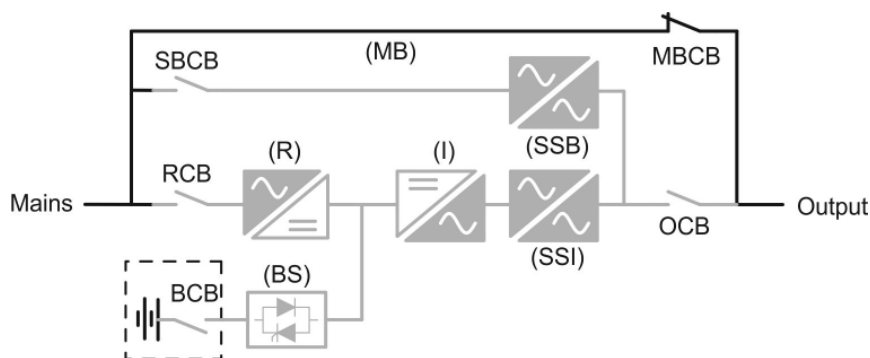 (MB)
MBCB
SBCB
(SSB)
(R)
(I)
RCB
Mains
Output
OCB
(SSI)
(BS)
BCB